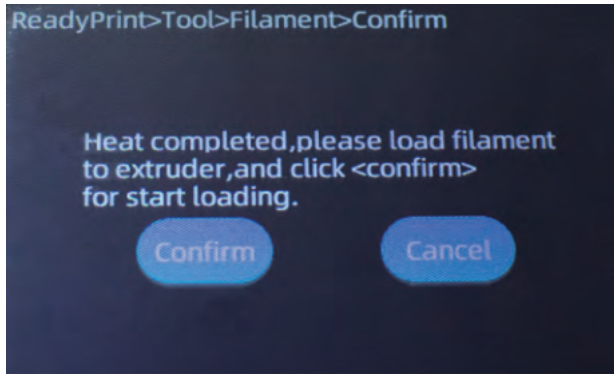 ReadyPrint>Tool>Filament>Confirm
Heat completed,please load filament
to extruder,and click <confirm>
for start loading.
Confirm
Cancel